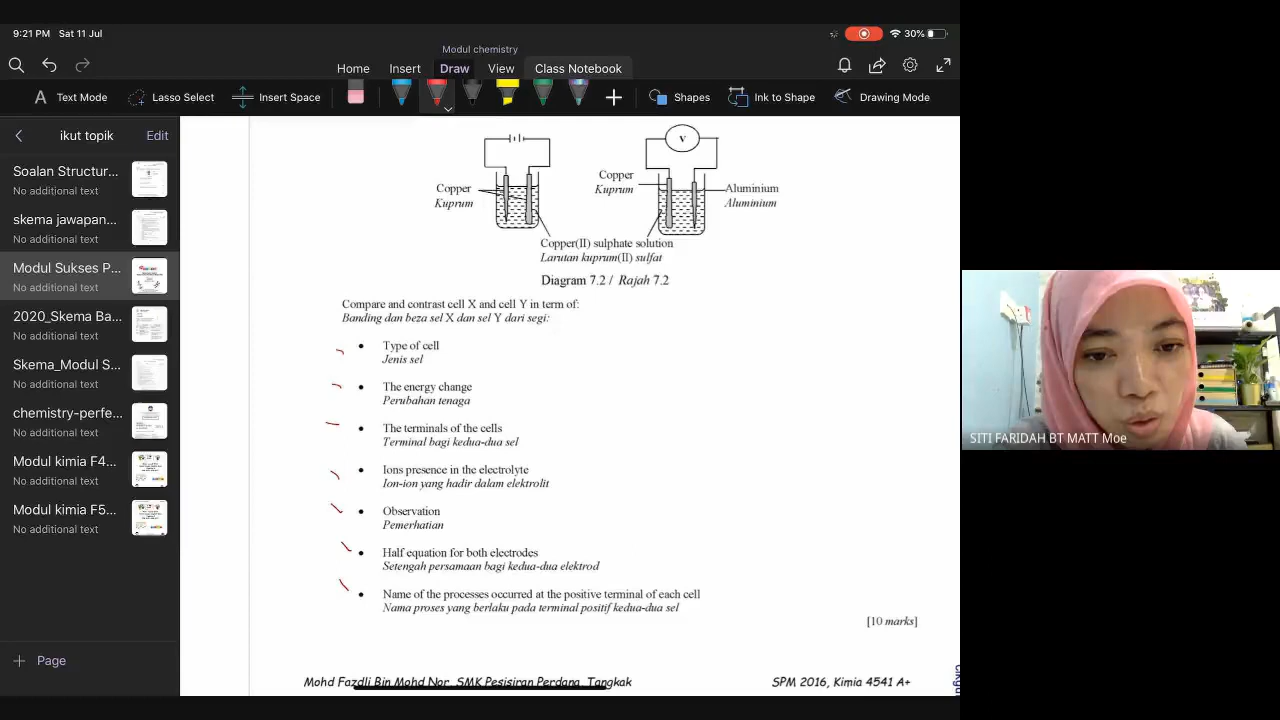 9:21 PM Sat 11 Jul
30%
Modul chemistry
Home Insert Draw View Class Notebook
Text Mode Lasso Select Insert Space Shapes Ink to Shape Drawing Mode
ikut topik Edit
Soalan Structur...
No additional text
skema jawapan...
No additional text
Modul Sukses P...
No additional text
2020_Skema Ba...
No additional text
Skema_Modul S...
No additional text
chemistry-perfe...
No additional text
Modul kimia F4...
No additional text
Modul kimia F5...
No additional text
Page
V
Copper
Kuprum
Copper
Kuprum
Aluminium
Aluminium
Copper(II) sulphate solution
Larutan kuprum(II) sulfat
Diagram 7.2 / Rajah 7.2
Compare and contrast cell X and cell Y in term of:
Banding dan beza sel X dan sel Y dari segi:
• Type of cell
Jenis sel
• The energy change
Perubahan tenaga
• The terminals of the cells
Terminal bagi kedua-dua sel
• Ions presence in the electrolyte
Ion-ion yang hadir dalam elektrolit
• Observation
Pemerhatian
• Half equation for both electrodes
Setengah persamaan bagi kedua-dua elektrod
• Name of the processes occurred at the positive terminal of each cell
Nama proses yang berlaku pada terminal positif kedua-dua sel
[10 marks]
Mohd Fazdli Bin Mohd Nor, SMK Pesisiran Perdana, Tangkak
SPM 2016, Kimia 4541 A+
SITI FARIDAH BT MATT Moe